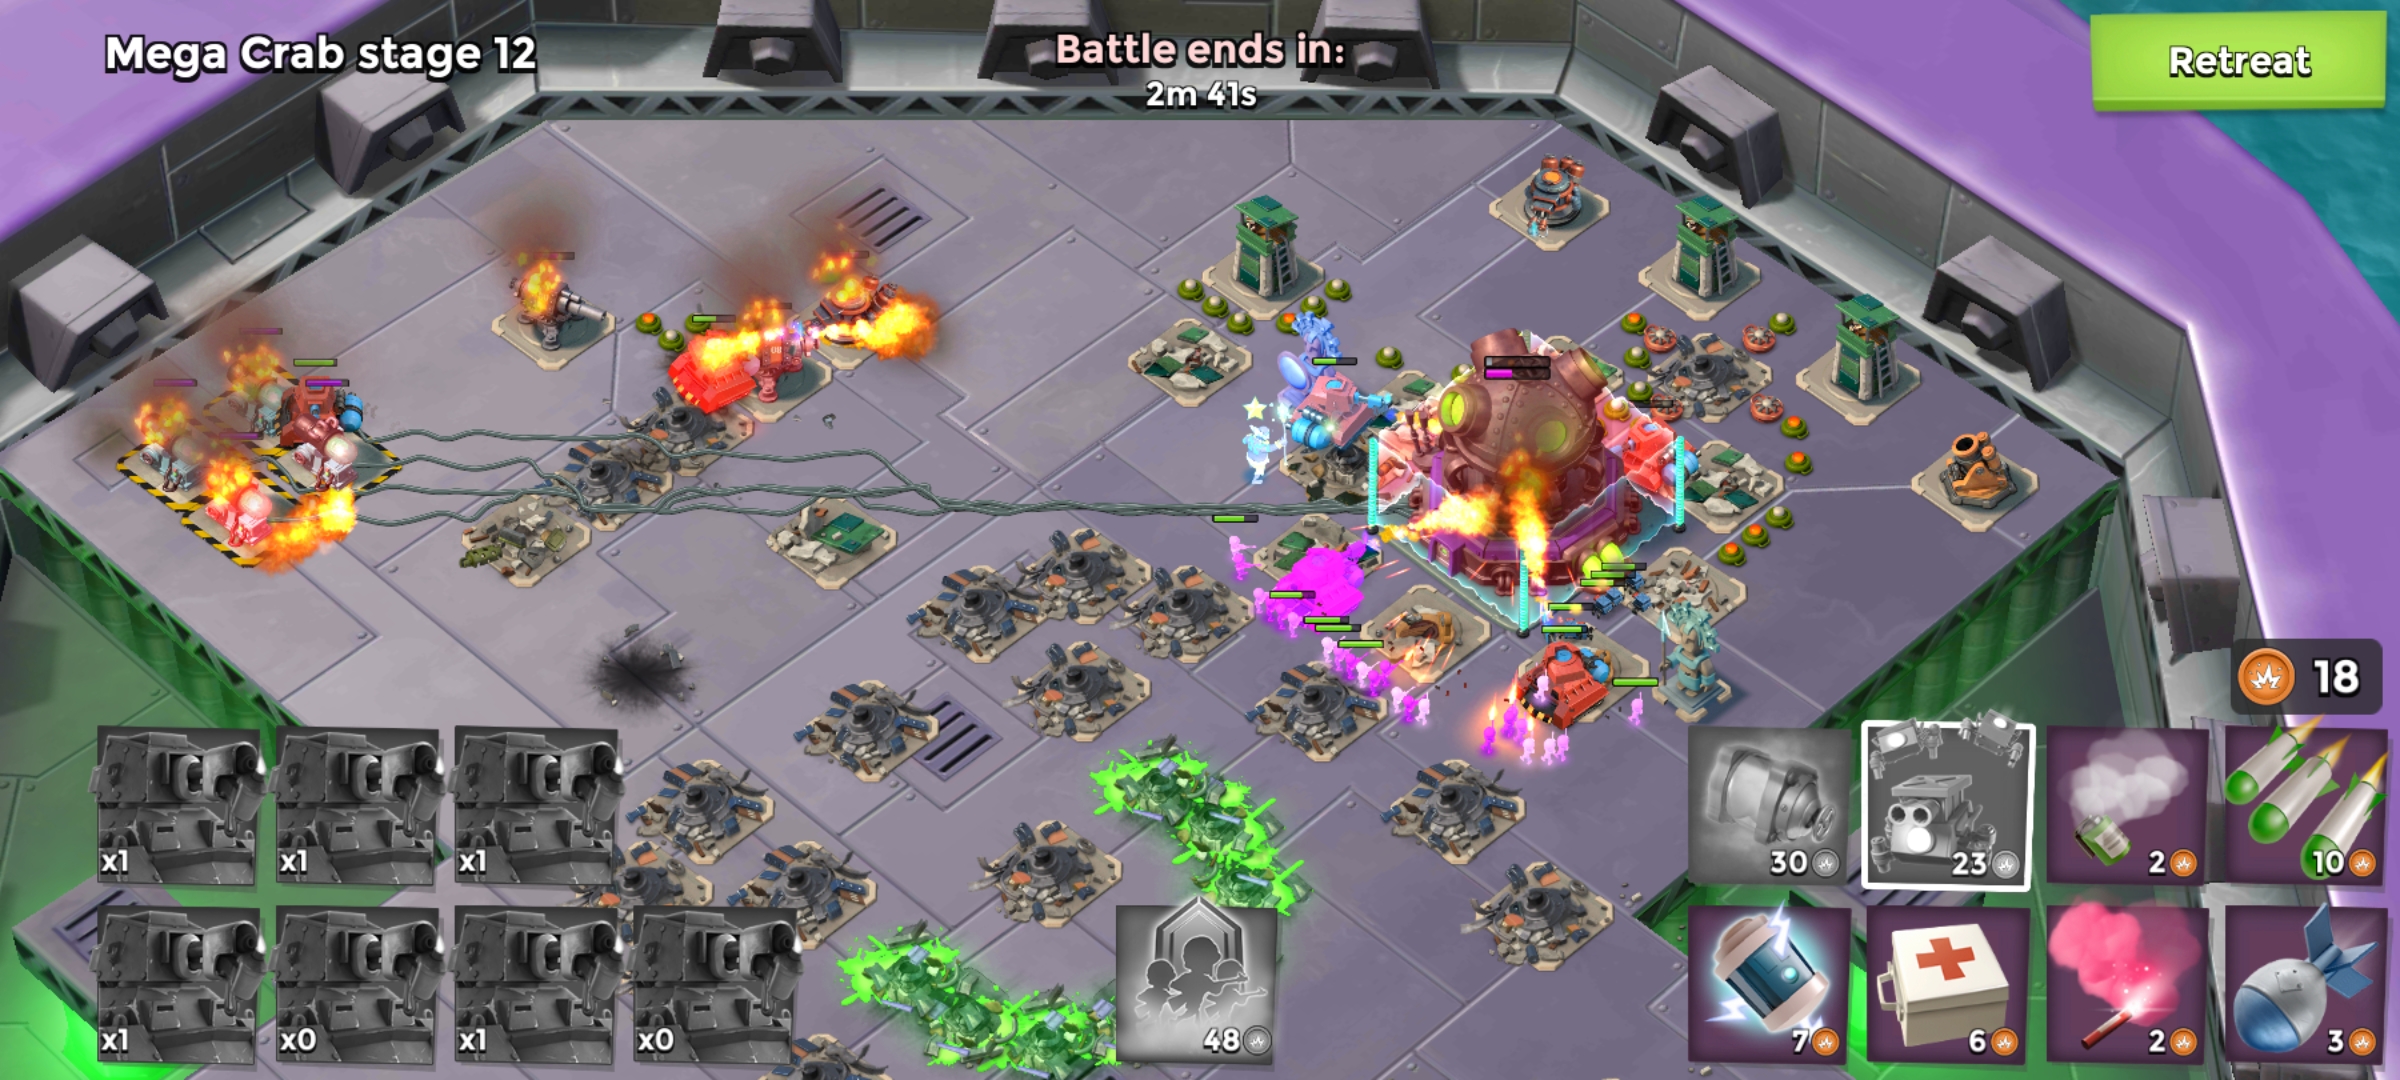 Mega Crab stage 12
Battle ends in:
2m 41s
Retreat
18
x1
x1
x1
30
23
2
10
x1
x0
x1
x0
48
7
6
2
3